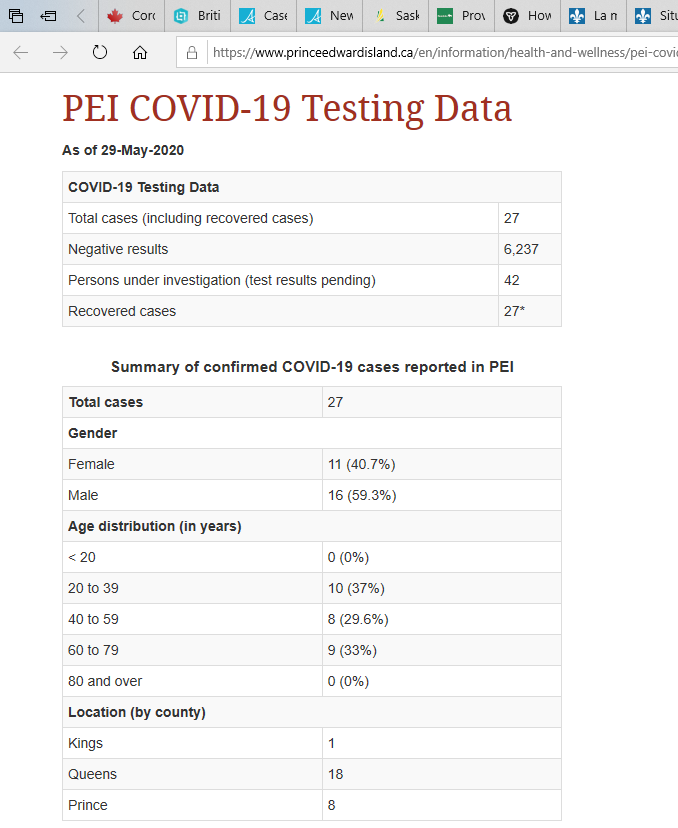 Briti
Case
New
Sask
How
La n
https://www.princeedwardisland.ca/en/information/health-and-wellness/pei-covi
PEI COVID-19 Testing Data
As of 29-May-2020
COVID-19 Testing Data
Total cases (including recovered cases) 27
Negative results 6,237
Persons under investigation (test results pending) 42
Recovered cases 27*
Summary of confirmed COVID-19 cases reported in PEI
Total cases 27
Gender
Female 11 (40.7%)
Male 16 (59.3%)
Age distribution (in years)
< 20 0 (0%)
20 to 39 10 (37%)
40 to 59 8 (29.6%)
60 to 79 9 (33%)
80 and over 0 (0%)
Location (by county)
Kings 1
Queens 18
Prince 8